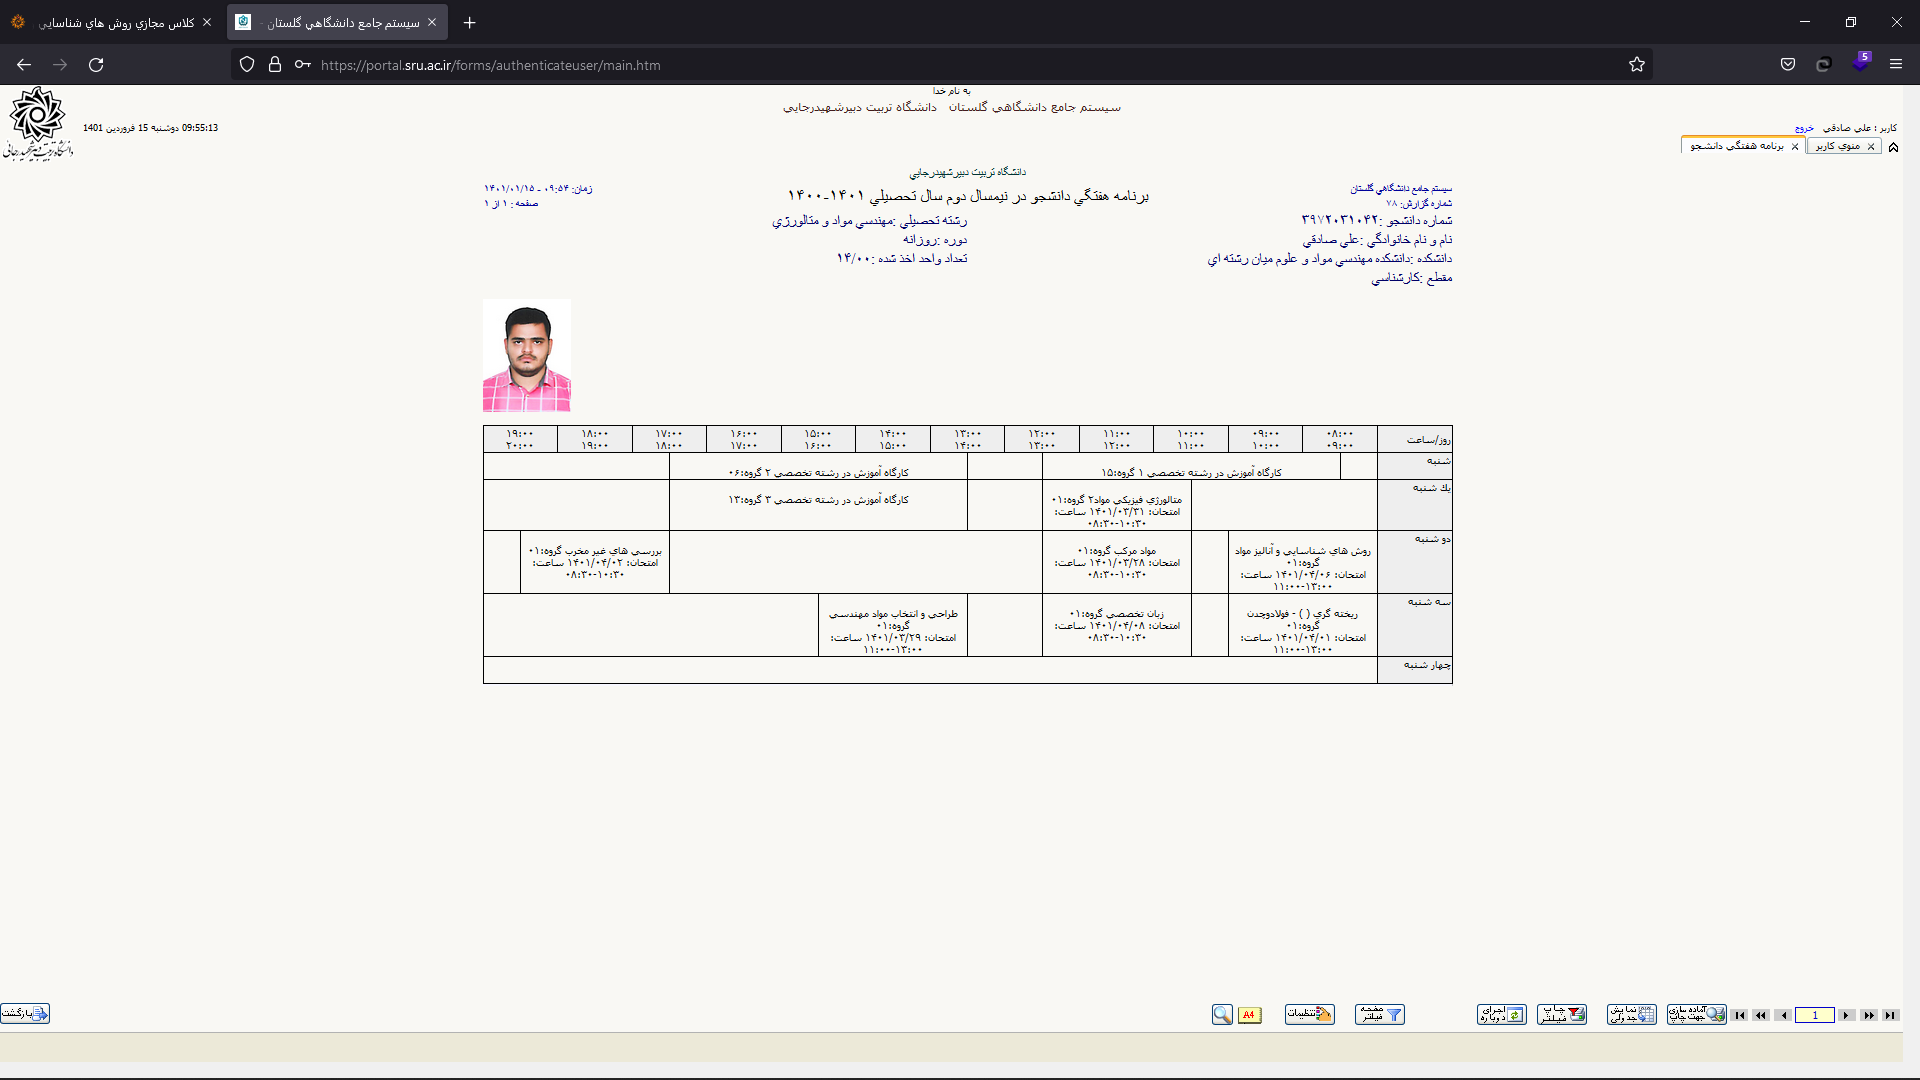 كلاس مجازي روش هاي شناسايي
سيستم جامع دانشگاهي گلستان -
https://portal.sru.ac.ir/forms/authenticateuser/main.htm
5
به نام خدا
سيستم جامع دانشگاهي گلستان دانشگاه تربيت دبيرشهيدرجايي
كاربر : علي صادقي خروج
09:55:13 دوشنبه 15 فروردين 1401
دانشگاه تربیت دبیر شهید رجائی
منوي كاربر
برنامه هفتگي دانشجو
دانشگاه تربيت دبيرشهيدرجايي
سيستم جامع دانشگاهي گلستان
برنامه هفتگي دانشجو در نيمسال دوم سال تحصيلي ۱۴۰۱-۱۴۰۰
زمان: ۰۹:۵۴ - ۱۴۰۱/۰۱/۱۵
شماره گزارش: ۷۸
صفحه : ۱ از ۱
شماره دانشجو :۳۹۷۲۰۳۱۰۴۲
رشته تحصيلي :مهندسي مواد و متالورژي
نام و نام خانوادگي :علي صادقي
دوره :روزانه
دانشكده :دانشكده مهندسي مواد و علوم ميان رشته اي
تعداد واحد اخذ شده :۱۴/۰۰
مقطع :كارشناسي
روز/ساعت
۰۸:۰۰ ۰۹:۰۰ ۱۰:۰۰ ۱۱:۰۰ ۱۲:۰۰ ۱۳:۰۰ ۱۴:۰۰ ۱۵:۰۰ ۱۶:۰۰ ۱۷:۰۰ ۱۸:۰۰ ۱۹:۰۰
۰۹:۰۰ ۱۰:۰۰ ۱۱:۰۰ ۱۲:۰۰ ۱۳:۰۰ ۱۴:۰۰ ۱۵:۰۰ ۱۶:۰۰ ۱۷:۰۰ ۱۸:۰۰ ۱۹:۰۰ ۲۰:۰۰
شنبه
كارگاه آموزش در رشته تخصصي ۱ گروه:۱۵
كارگاه آموزش در رشته تخصصي ۲ گروه:۰۶
يك شنبه
متالورژي فيزيكي مواد۲ گروه:۰۱
امتحان: ۱۴۰۱/۰۳/۳۱ ساعت:
۰۸:۳۰-۱۰:۳۰
كارگاه آموزش در رشته تخصصي ۳ گروه:۱۳
دو شنبه
روش هاي شناسايي و آناليز مواد
گروه:۰۱
امتحان: ۱۴۰۱/۰۴/۰۶ ساعت:
۱۱:۰۰-۱۳:۰۰
مواد مركب گروه:۰۱
امتحان: ۱۴۰۱/۰۳/۲۸ ساعت:
۰۸:۳۰-۱۰:۳۰
بررسي هاي غير مخرب گروه:۰۱
امتحان: ۱۴۰۱/۰۴/۰۲ ساعت:
۰۸:۳۰-۱۰:۳۰
سه شنبه
ريخته گري ( ) - فولادوچدن
گروه:۰۱
امتحان: ۱۴۰۱/۰۴/۰۱ ساعت:
۱۱:۰۰-۱۳:۰۰
زبان تخصصي گروه:۰۱
امتحان: ۱۴۰۱/۰۴/۰۸ ساعت:
۰۸:۳۰-۱۰:۳۰
طراحي و انتخاب مواد مهندسي
گروه:۰۱
امتحان: ۱۴۰۱/۰۳/۲۹ ساعت:
۱۱:۰۰-۱۳:۰۰
چهار شنبه
1
آماده سازي جهت چاپ
نمايش جدولي
چاپ فيلتر
اجراي دوباره
صفحه فيلتر
تنظيمات
A4
بازگشت